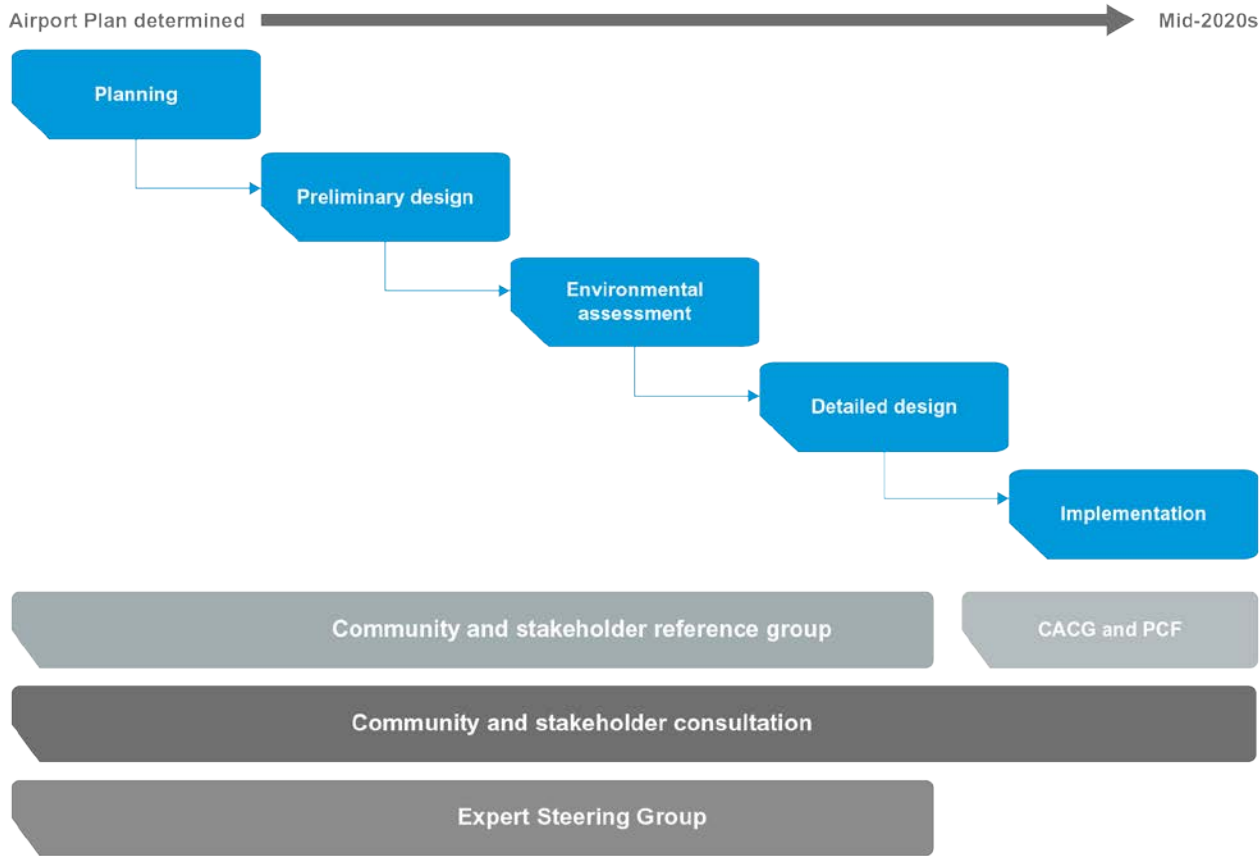 Airport Plan determined
Mid-2020s
Planning
Preliminary design
Environmental
assessment
Detailed design
Implementation
Community and stakeholder reference group
CACG and PCF
Community and stakeholder consultation
Expert Steering Group